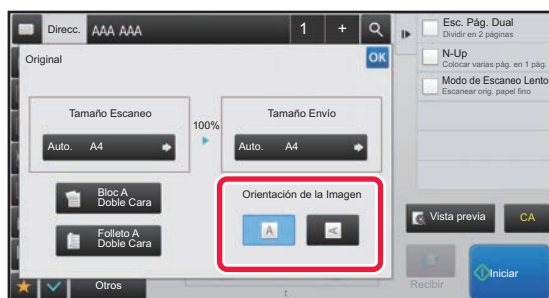 Direcc. AAA AAA 1 +
Original OK
Tamaño Escaneo
Auto. A4
100%
Tamaño Envío
Auto. A4
Bloc A
Doble Cara
Folleto A
Doble Cara
Orientación de la Imagen
A
A
Otros
Esc. Pág. Dual
Dividir en 2 páginas
N-Up
Colocar varias pág. en 1 pág.
Modo de Escaneo Lento
Escanear orig. papel fino
Vista previa
CA
Recibir
Iniciar